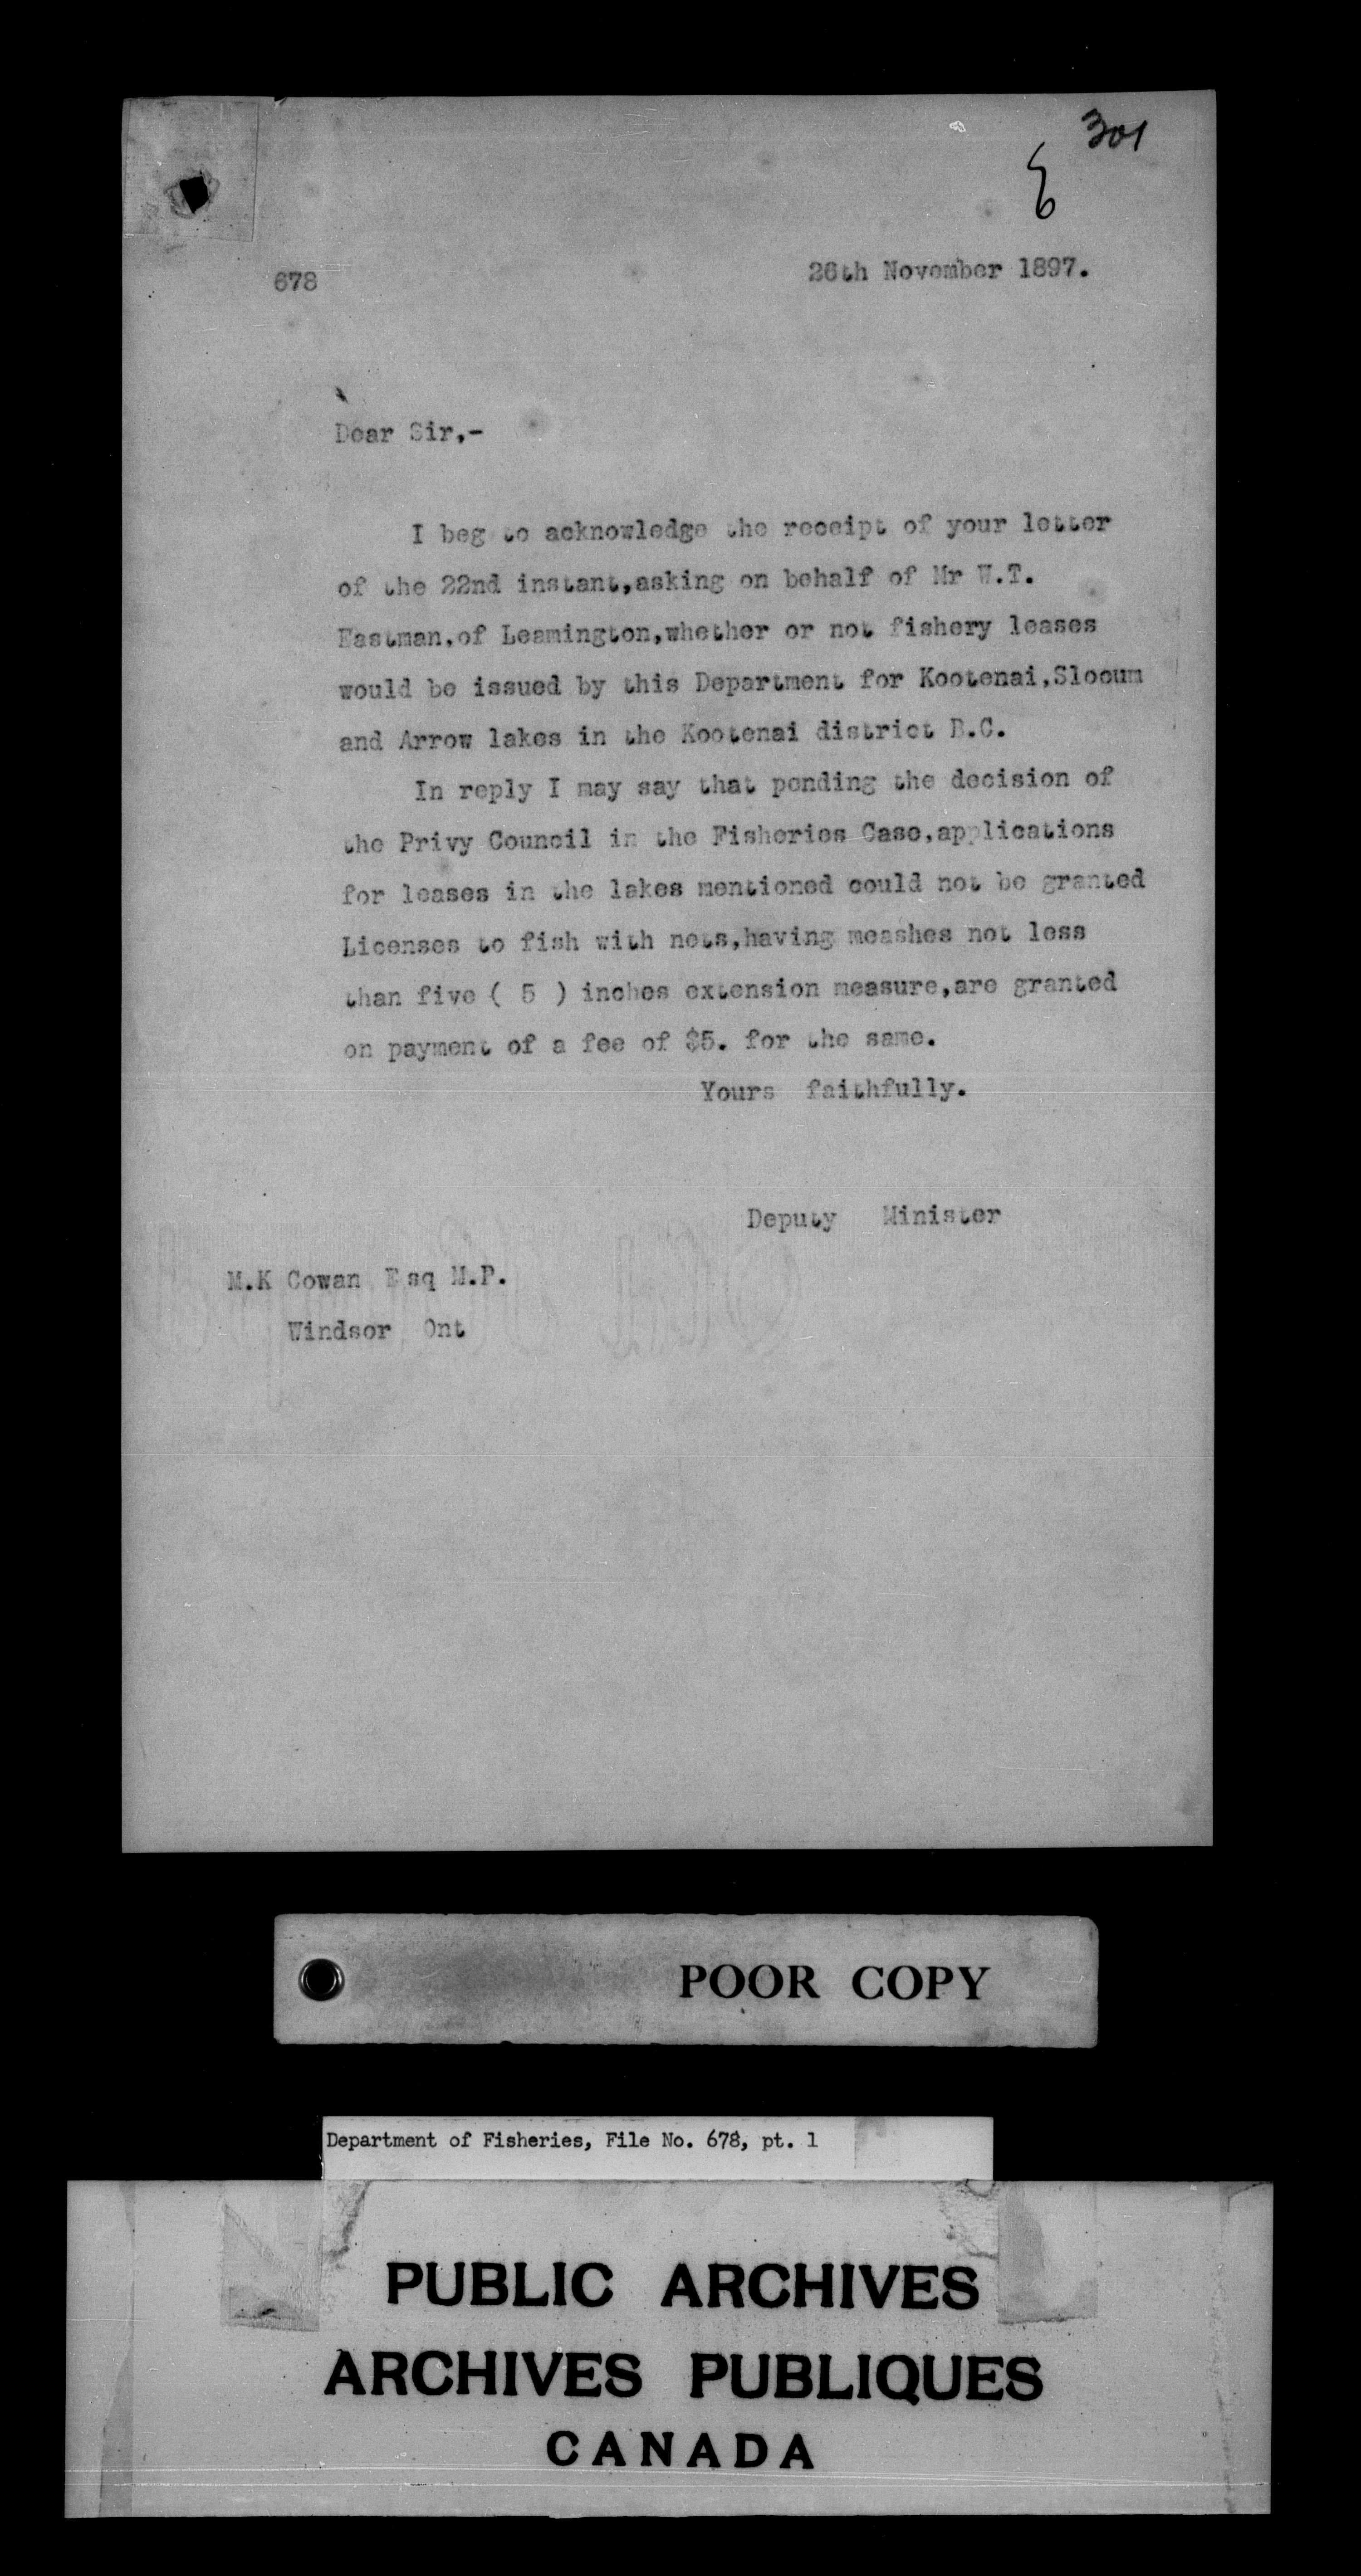 301
678
26th November 1897.
Dear Sir,-
I beg to acknowledge the receipt of your letter
of the 22nd instant,asking on behalf of Mr W.T.
Eastman,of Leamington,whether or not fishery leases
would be issued by this Department for Kootenai,Slocum
and Arrow lakes in the Kootenai district B.C.
In reply I may say that pending the decision of
the Privy Council in the Fisheries Case,applications
for leases in the lakes mentioned could not be granted
Licenses to fish with nets,having meashes not less
than five ( 5 ) inches extension measure,are granted
on payment of a fee of $5. for the same.
Yours faithfully.
Deputy Minister
M.K Cowan Esq M.P.
Windsor Ont
POOR COPY
Department of Fisheries, File No. 678, pt. 1
PUBLIC ARCHIVES
ARCHIVES PUBLIQUES
CANADA